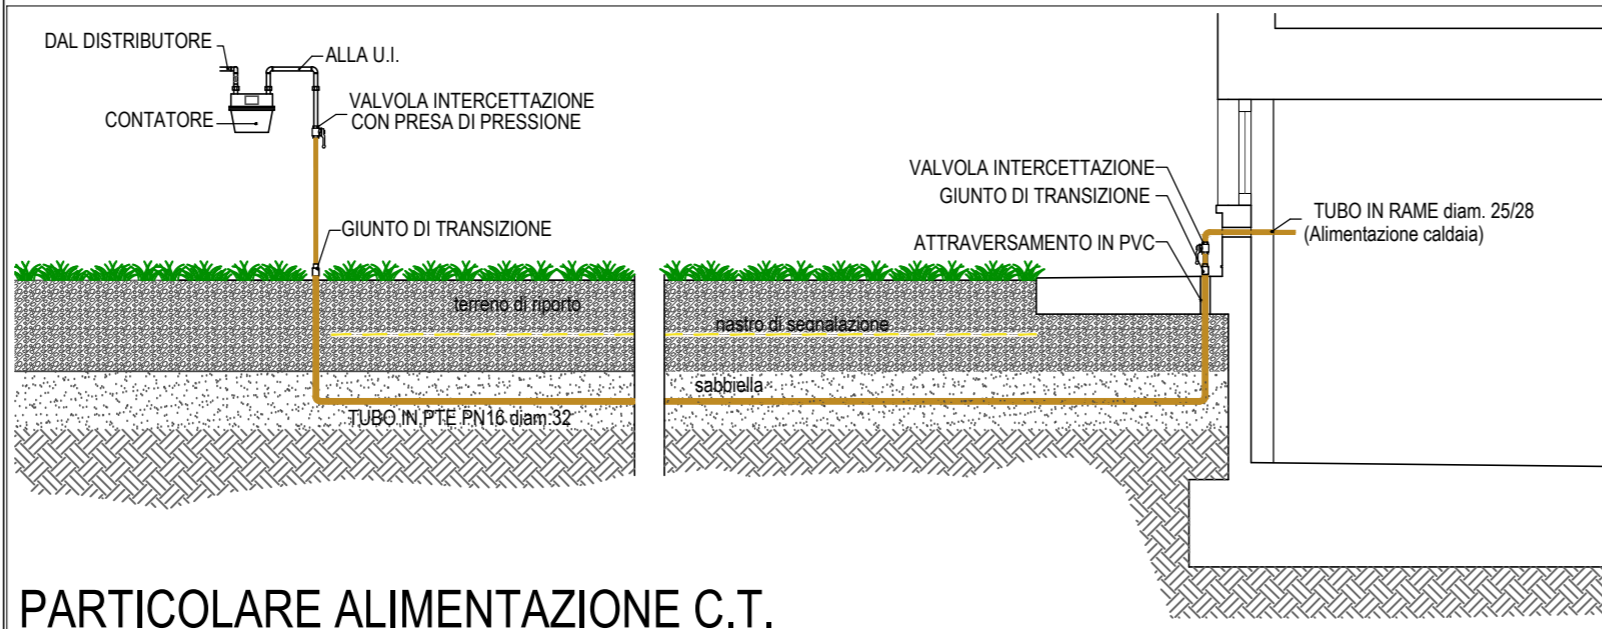 DAL DISTRIBUTORE
ALLA U.I.
CONTATORE
VALVOLA INTERCETTAZIONE
CON PRESA DI PRESSIONE
GIUNTO DI TRANSIZIONE
VALVOLA INTERCETTAZIONE
GIUNTO DI TRANSIZIONE
ATTRAVERSAMENTO IN PVC
TUBO IN RAME diam. 25/28
(Alimentazione caldaia)
terreno di riporto
nastro di segnalazione
sabbiella
TUBO IN PTE PN16 diam.32
PARTICOLARE ALIMENTAZIONE C.T.